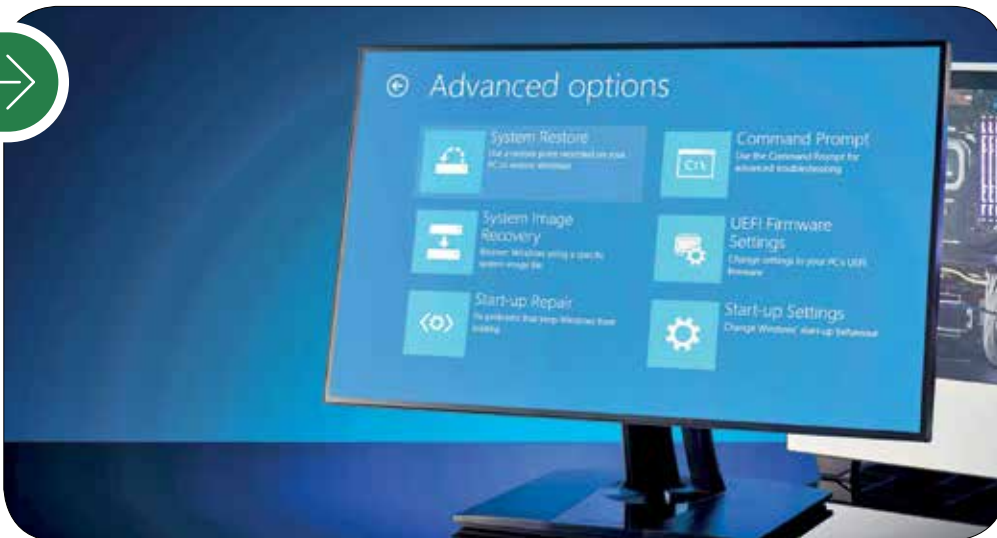 Advanced options
System Restore
Use a restore point recorded on your
PC to restore Windows
System Image
Recovery
Recover Windows using a specific
system image file
Start-up Repair
Fix problems that keep Windows from
loading
Command Prompt
Use the Command Prompt for
advanced troubleshooting
C:\
UEFI Firmware
Settings
Change settings in your PC's UEFI
firmware
Start-up Settings
Change Windows' start-up behaviour